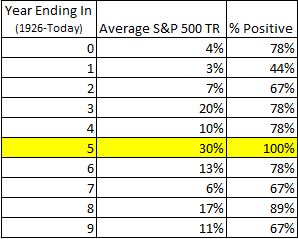 Year Ending In
(1926-Today) Average S&P 500 TR % Positive
0 4% 78%
1 3% 44%
2 7% 67%
3 20% 78%
4 10% 78%
5 30% 100%
6 13% 78%
7 6% 67%
8 17% 89%
9 11% 67%